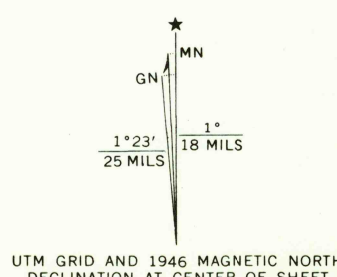 MN
GN
1°23'
25 MILS
1°
18 MILS
UTM GRID AND 1946 MAGNETIC NORTH
DECLINATION AT CENTER OF SHEET